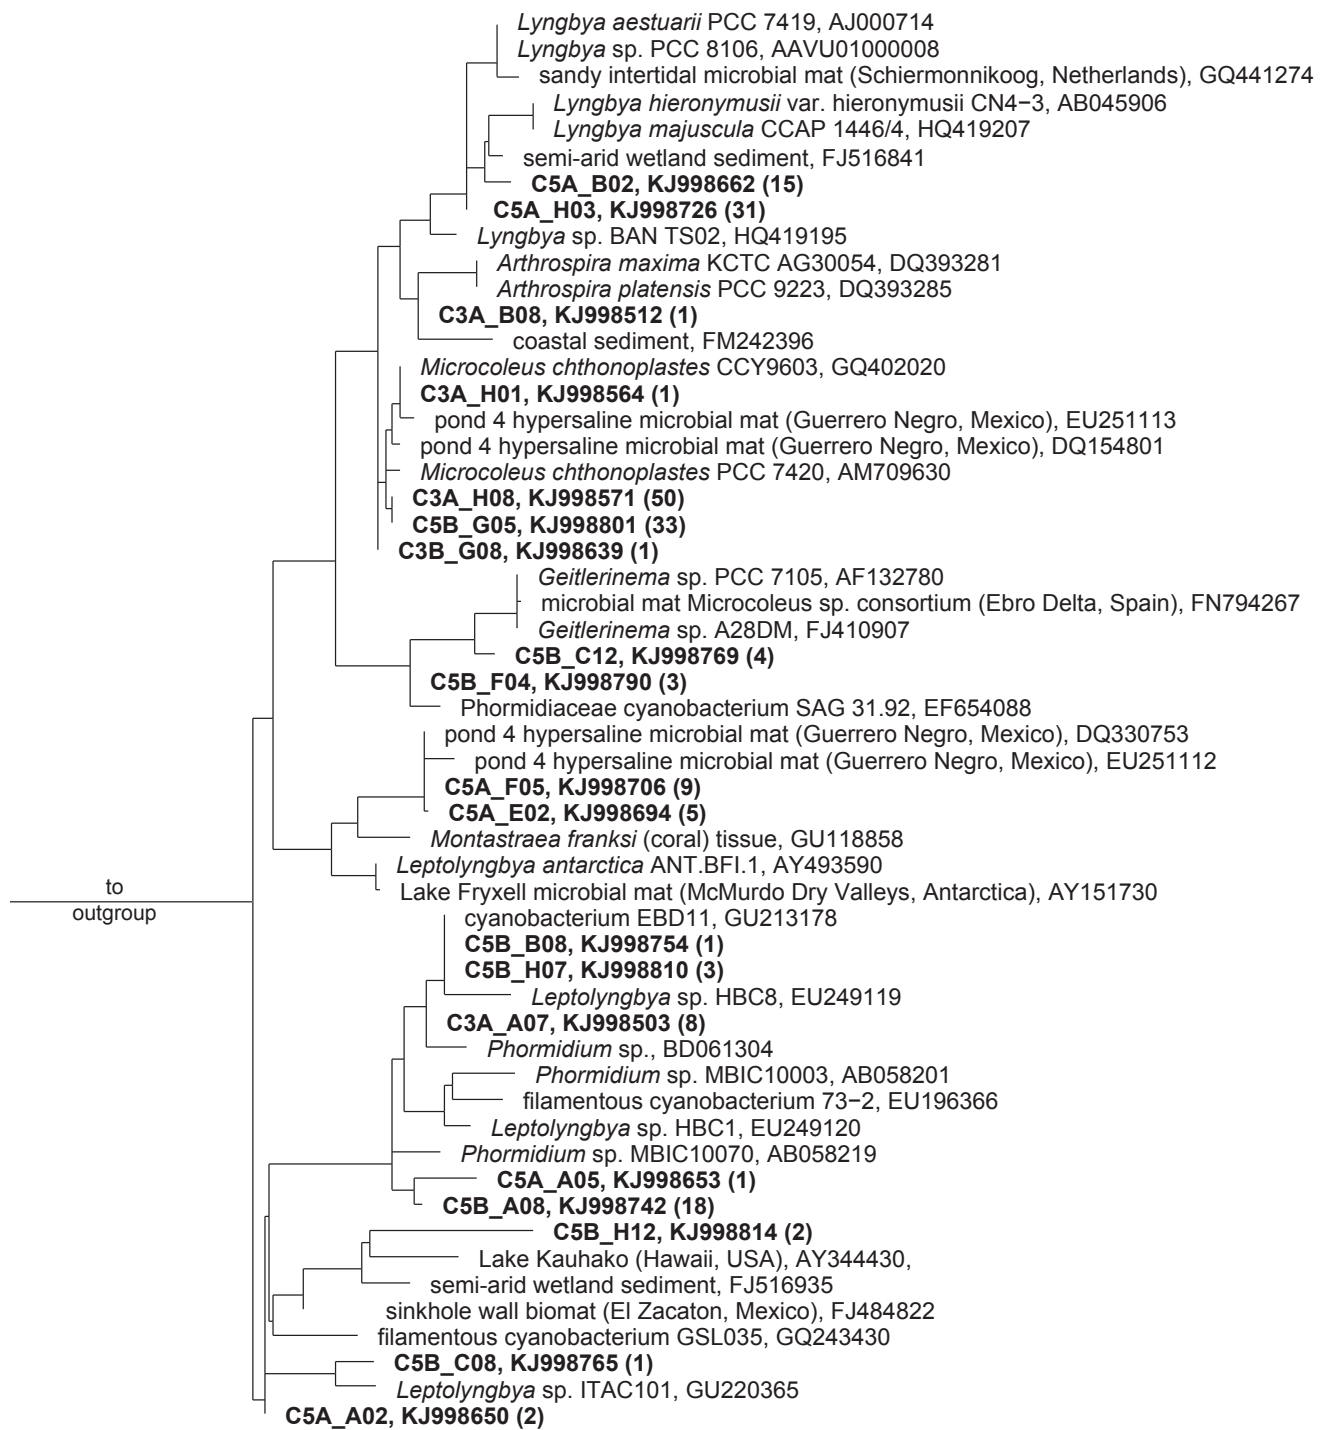 Lyngbya aestuarii PCC 7419, AJ000714
Lyngbya sp. PCC 8106, AAVU01000008
sandy intertidal microbial mat (Schiermonnikoog, Netherlands), GQ441274
Lyngbya hieronymusii var. hieronymusii CN4−3, AB045906
Lyngbya majuscula CCAP 1446/4, HQ419207
semi-arid wetland sediment, FJ516841
C5A_B02, KJ998662 (15)
C5A_H03, KJ998726 (31)
Lyngbya sp. BAN TS02, HQ419195
Arthrospira maxima KCTC AG30054, DQ393281
Arthrospira platensis PCC 9223, DQ393285
C3A_B08, KJ998512 (1)
coastal sediment, FM242396
Microcoleus chthonoplastes CCY9603, GQ402020
C3A_H01, KJ998564 (1)
pond 4 hypersaline microbial mat (Guerrero Negro, Mexico), EU251113
pond 4 hypersaline microbial mat (Guerrero Negro, Mexico), DQ154801
Microcoleus chthonoplastes PCC 7420, AM709630
C3A_H08, KJ998571 (50)
C5B_G05, KJ998801 (33)
C3B_G08, KJ998639 (1)
Geitlerinema sp. PCC 7105, AF132780
microbial mat Microcoleus sp. consortium (Ebro Delta, Spain), FN794267
Geitlerinema sp. A28DM, FJ410907
C5B_C12, KJ998769 (4)
C5B_F04, KJ998790 (3)
Phormidiaceae cyanobacterium SAG 31.92, EF654088
pond 4 hypersaline microbial mat (Guerrero Negro, Mexico), DQ330753
pond 4 hypersaline microbial mat (Guerrero Negro, Mexico), EU251112
C5A_F05, KJ998706 (9)
C5A_E02, KJ998694 (5)
Montastraea franksi (coral) tissue, GU118858
Leptolyngbya antarctica ANT.BFI.1, AY493590
Lake Fryxell microbial mat (McMurdo Dry Valleys, Antarctica), AY151730
to
outgroup
cyanobacterium EBD11, GU213178
C5B_B08, KJ998754 (1)
C5B_H07, KJ998810 (3)
Leptolyngbya sp. HBC8, EU249119
C3A_A07, KJ998503 (8)
Phormidium sp., BD061304
Phormidium sp. MBIC10003, AB058201
filamentous cyanobacterium 73−2, EU196366
Leptolyngbya sp. HBC1, EU249120
Phormidium sp. MBIC10070, AB058219
C5A_A05, KJ998653 (1)
C5B_A08, KJ998742 (18)
C5B_H12, KJ998814 (2)
Lake Kauhako (Hawaii, USA), AY344430,
semi-arid wetland sediment, FJ516935
sinkhole wall biomat (El Zacaton, Mexico), FJ484822
filamentous cyanobacterium GSL035, GQ243430
C5B_C08, KJ998765 (1)
Leptolyngbya sp. ITAC101, GU220365
C5A_A02, KJ998650 (2)